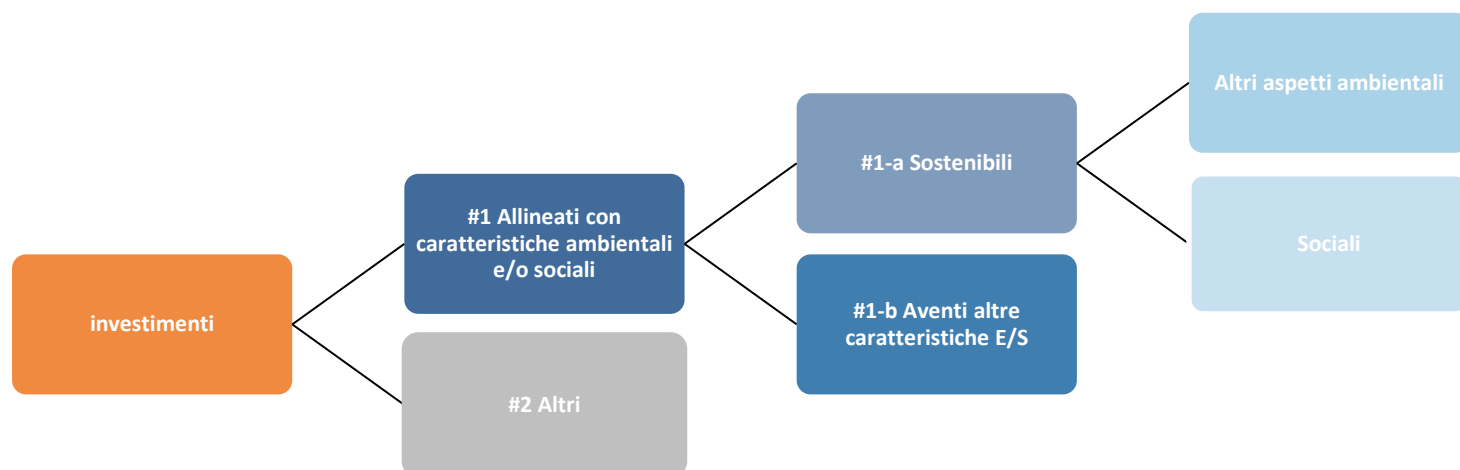 investimenti
#1 Allineati con
caratteristiche ambientali
e/o sociali
#2 Altri
#1-a Sostenibili
#1-b Aventi altre
caratteristiche E/S
Altri aspetti ambientali
Sociali